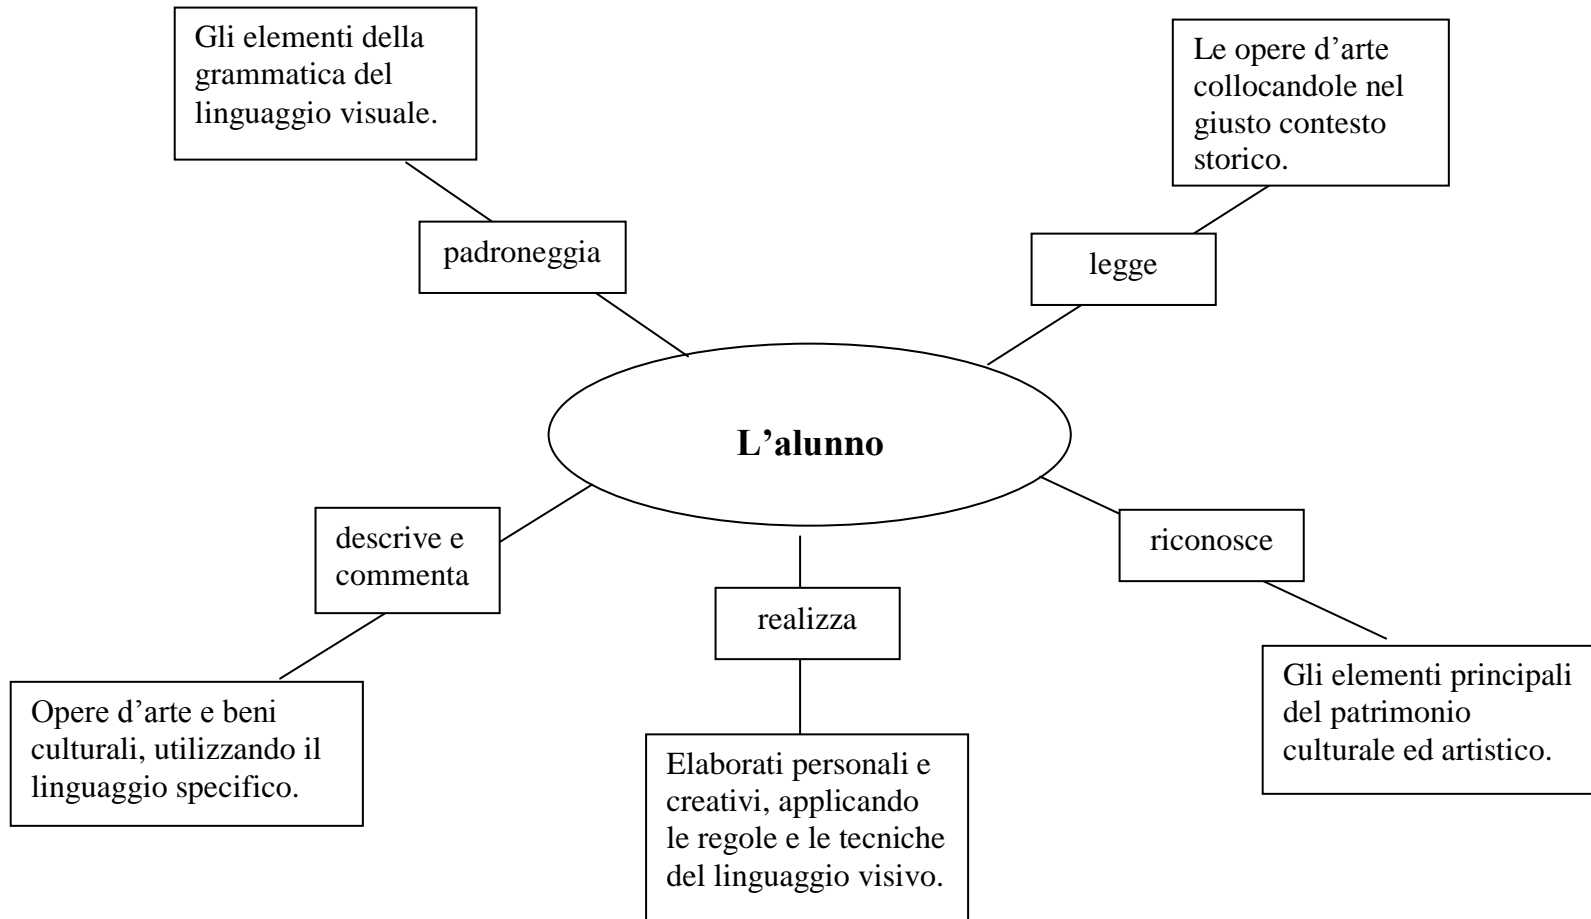 Gli elementi della
grammatica del
linguaggio visuale.
Le opere d’arte
collocandole nel
giusto contesto
storico.
padroneggia
legge
L’alunno
descrive e
commenta
realizza
riconosce
Opere d’arte e beni
culturali, utilizzando il
linguaggio specifico.
Elaborati personali e
creativi, applicando
le regole e le tecniche
del linguaggio visivo.
Gli elementi principali
del patrimonio
culturale ed artistico.